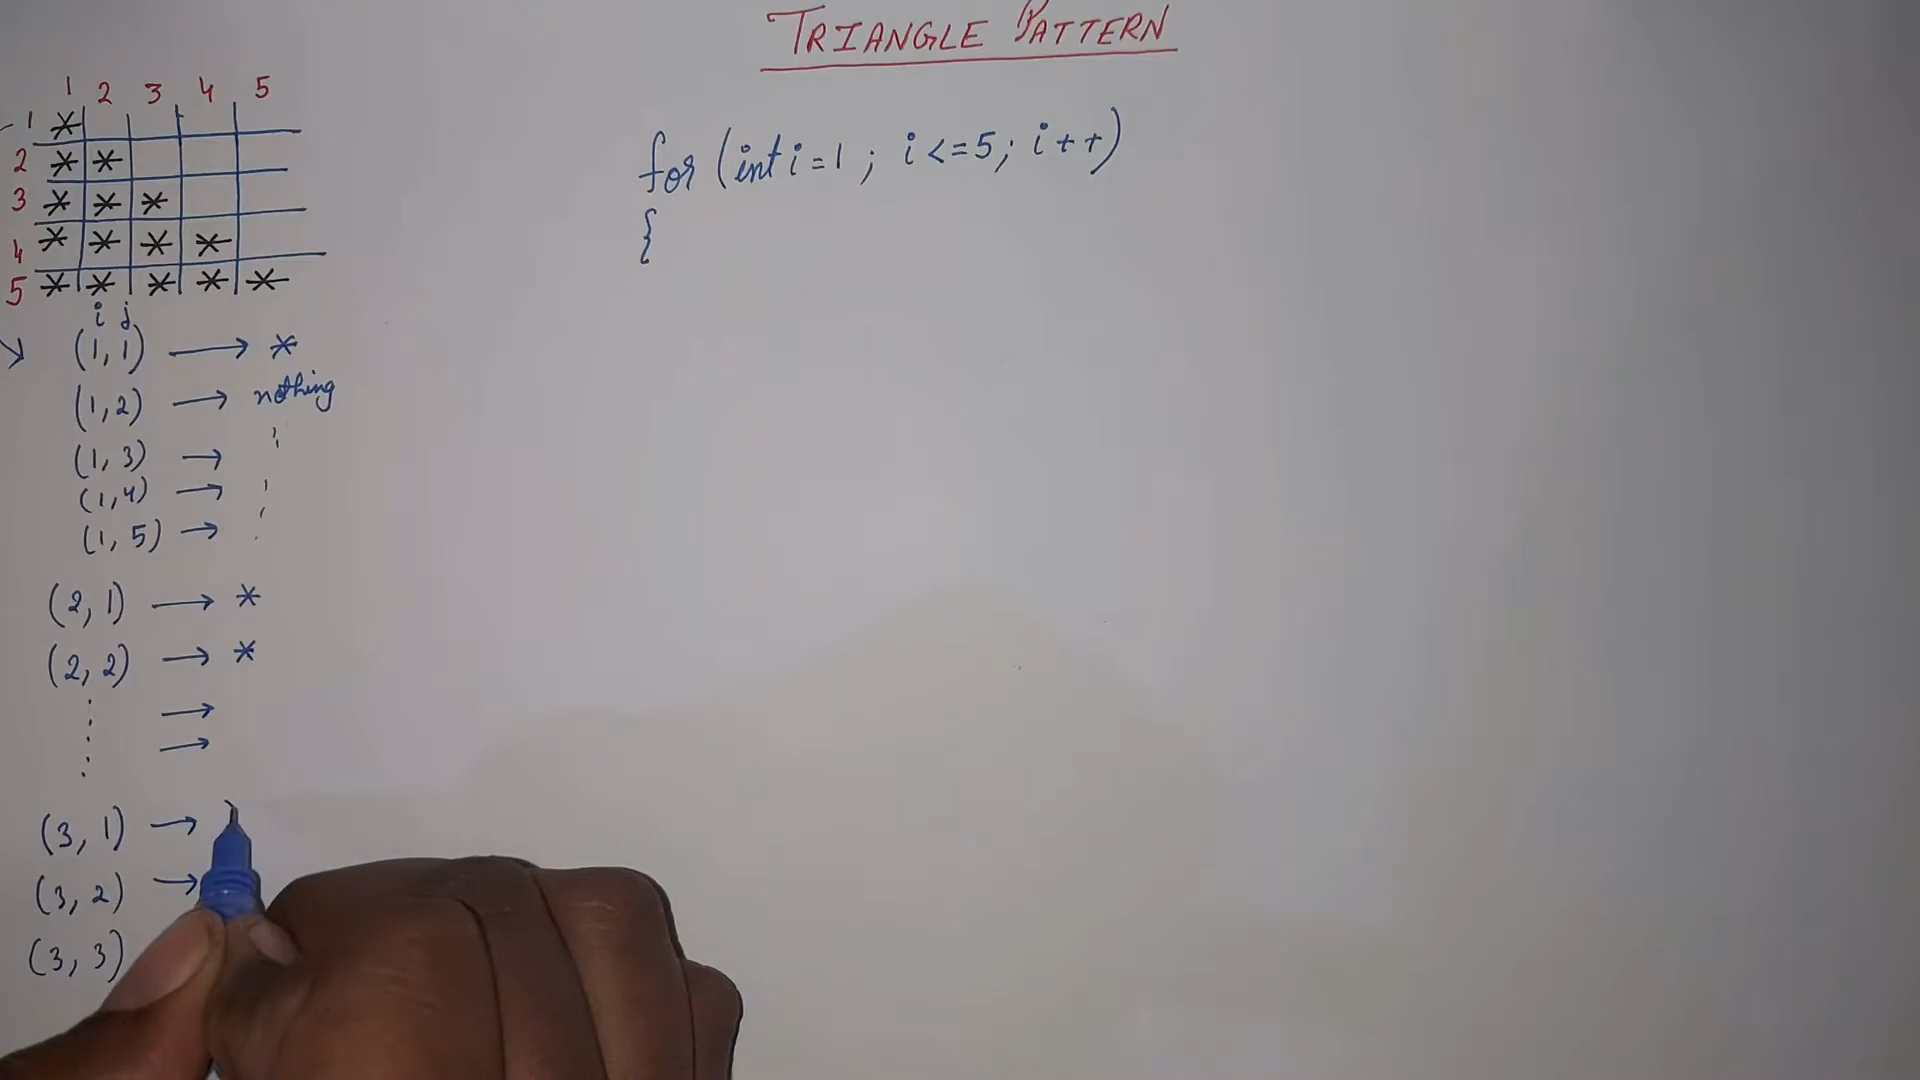 TRIANGLE PATTERN
1 2 3 4 5
1 *
2 * *
3 * * *
4 * * * *
5 * * * * *
i j
(1, 1) → *
(1, 2) → nothing
(1, 3) →
(1, 4) →
(1, 5) →
(2, 1) → *
(2, 2) → *
→
→
(3, 1) →
(3, 2) →
(3, 3)
for (int i = 1 ; i <= 5; i++)
{